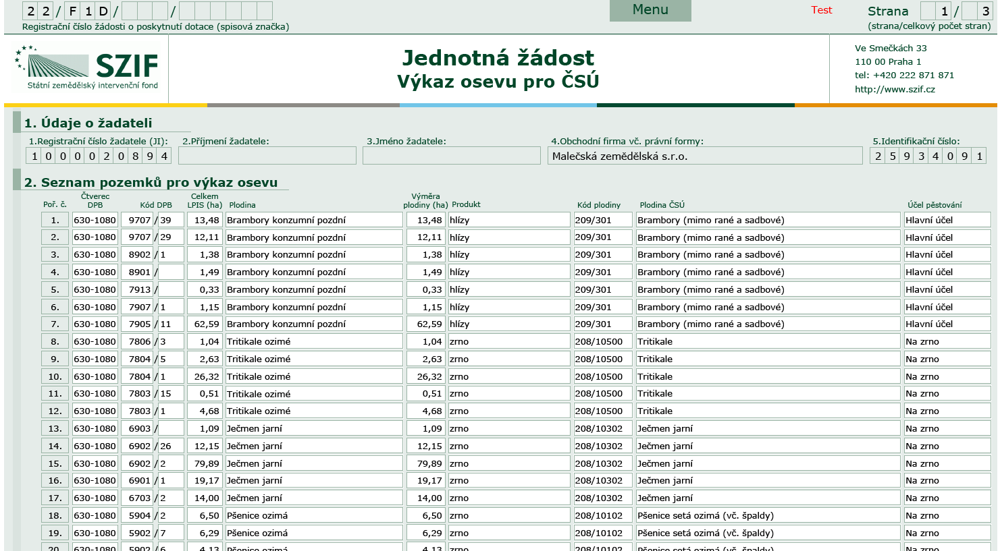 22/F1D/ / Menu Test Strana 1/3
Registrační číslo žádosti o poskytnutí dotace (spisová značka) (strana/celkový počet stran)
SZIF
Státní zemědělský intervenční fond
Jednotná žádost
Výkaz osevu pro ČSÚ
Ve Smečkách 33
110 00 Praha 1
tel: +420 222 871 871
http://www.szif.cz
1. Údaje o žadateli
1.Registrační číslo žadatele (JI): 2.Příjmení žadatele: 3.Jméno žadatele: 4.Obchodní firma vč. právní formy: 5.Identifikační číslo:
1000020894 Malečská zemědělská s.r.o. 25934091
2. Seznam pozemků pro výkaz osevu
Poř. č. Čtverec DPB Kód DPB Celkem LPIS (ha) Plodina Výměra plodiny (ha) Produkt Kód plodiny Plodina ČSÚ Účel pěstování
1. 630-1080 9707 / 39 13,48 Brambory konzumní pozdní 13,48 hlízy 209/301 Brambory (mimo rané a sadbové) Hlavní účel
2. 630-1080 9707 / 29 12,11 Brambory konzumní pozdní 12,11 hlízy 209/301 Brambory (mimo rané a sadbové) Hlavní účel
3. 630-1080 8902 / 1 1,38 Brambory konzumní pozdní 1,38 hlízy 209/301 Brambory (mimo rané a sadbové) Hlavní účel
4. 630-1080 8901 / 1,49 Brambory konzumní pozdní 1,49 hlízy 209/301 Brambory (mimo rané a sadbové) Hlavní účel
5. 630-1080 7913 / 0,33 Brambory konzumní pozdní 0,33 hlízy 209/301 Brambory (mimo rané a sadbové) Hlavní účel
6. 630-1080 7907 / 1 1,15 Brambory konzumní pozdní 1,15 hlízy 209/301 Brambory (mimo rané a sadbové) Hlavní účel
7. 630-1080 7905 / 11 62,59 Brambory konzumní pozdní 62,59 hlízy 209/301 Brambory (mimo rané a sadbové) Hlavní účel
8. 630-1080 7806 / 3 1,04 Tritikale ozimé 1,04 zrno 208/10500 Tritikale Na zrno
9. 630-1080 7804 / 5 2,63 Tritikale ozimé 2,63 zrno 208/10500 Tritikale Na zrno
10. 630-1080 7804 / 1 26,32 Tritikale ozimé 26,32 zrno 208/10500 Tritikale Na zrno
11. 630-1080 7803 / 15 0,51 Tritikale ozimé 0,51 zrno 208/10500 Tritikale Na zrno
12. 630-1080 7803 / 1 4,68 Tritikale ozimé 4,68 zrno 208/10500 Tritikale Na zrno
13. 630-1080 6903 / 1,09 Ječmen jarní 1,09 zrno 208/10302 Ječmen jarní Na zrno
14. 630-1080 6902 / 26 12,15 Ječmen jarní 12,15 zrno 208/10302 Ječmen jarní Na zrno
15. 630-1080 6902 / 2 79,89 Ječmen jarní 79,89 zrno 208/10302 Ječmen jarní Na zrno
16. 630-1080 6901 / 1 19,17 Ječmen jarní 19,17 zrno 208/10302 Ječmen jarní Na zrno
17. 630-1080 6703 / 2 14,00 Ječmen jarní 14,00 zrno 208/10302 Ječmen jarní Na zrno
18. 630-1080 5904 / 2 6,50 Pšenice ozimá 6,50 zrno 208/10102 Pšenice setá ozimá (vč. špaldy) Na zrno
19. 630-1080 5902 / 7 6,29 Pšenice ozimá 6,29 zrno 208/10102 Pšenice setá ozimá (vč. špaldy) Na zrno
20. 630-1080 5902 / 6 4,13 Pšenice ozimá 4,13 zrno 208/10102 Pšenice setá ozimá (vč. špaldy) Na zrno